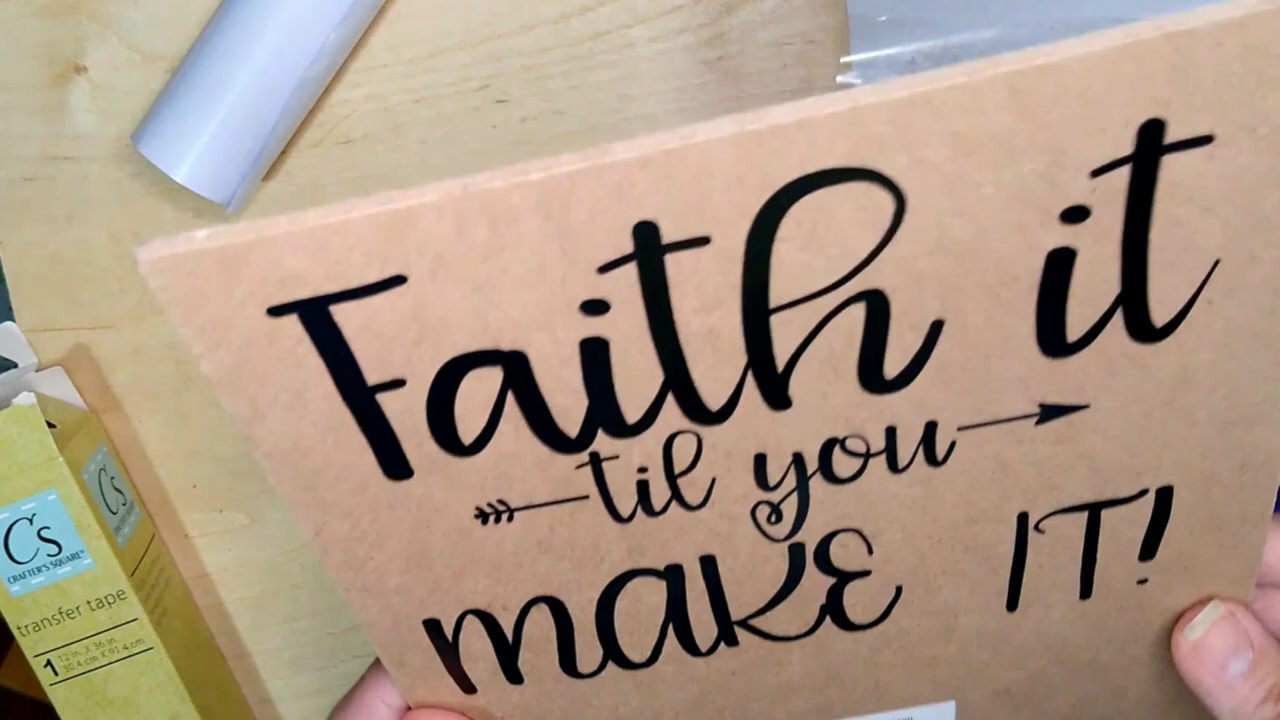 Faith it
til you
maKE IT!
Cs
CRAFTER'S SQUARE
transfer tape
1 12 in. X 36 in.
30.4 cm X 91.4 cm
Cs